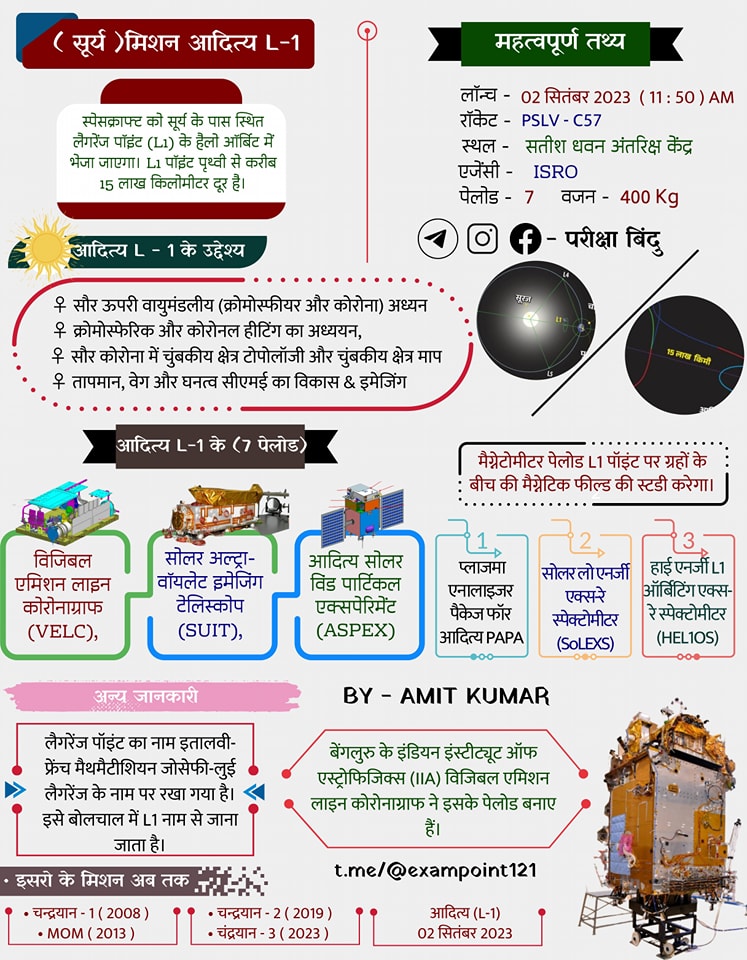 ( सूर्य )मिशन आदित्य L-1
स्पेसक्राफ्ट को सूर्य के पास स्थित
लैगरेंज पॉइंट (L1) के हैलो ऑर्बिट में
भेजा जाएगा। L1 पॉइंट पृथ्वी से करीब
15 लाख किलोमीटर दूर है।
महत्वपूर्ण तथ्य
लॉन्च - 02 सितंबर 2023 ( 11 : 50 ) AM
रॉकेट - PSLV - C57
स्थल - सतीश धवन अंतरिक्ष केंद्र
एजेंसी - ISRO
पेलोड - 7 वजन - 400 Kg
- परीक्षा बिंदु
आदित्य L - 1 के उद्देश्य
सौर ऊपरी वायुमंडलीय (क्रोमोस्फीयर और कोरोना) अध्यन
क्रोमोस्फेरिक और कोरोनल हीटिंग का अध्ययन,
सौर कोरोना में चुंबकीय क्षेत्र टोपोलॉजी और चुंबकीय क्षेत्र माप
तापमान, वेग और घनत्व सीएमई का विकास & इमेजिंग
L4
सूरज
L1
L5
15 लाख किमी
आदित्य L-1 के (7 पेलोड)
मैग्नेटोमीटर पेलोड L1 पॉइंट पर ग्रहों के
बीच की मैग्नेटिक फील्ड की स्टडी करेगा।
विजिबल
एमिशन लाइन
कोरोनाग्राफ
(VELC),
सोलर अल्ट्रा-
वॉयलेट इमेजिंग
टेलिस्कोप
(SUIT),
आदित्य सोलर
विंड पार्टिकल
एक्सपेरिमेंट
(ASPEX)
1
प्लाजमा
एनालाइजर
पैकेज फॉर
आदित्य PAPA
2
सोलर लो एनर्जी
एक्स-रे
स्पेक्टोमीटर
(SoLEXS)
3
हाई एनर्जी L1
ऑर्बिटिंग एक्स-
रे स्पेक्टोमीटर
(HEL1OS)
अन्य जानकारी
लैगरेंज पॉइंट का नाम इतालवी-
फ्रेंच मैथमैटीशियन जोसेफी-लुई
लैगरेंज के नाम पर रखा गया है।
इसे बोलचाल में L1 नाम से जाना
जाता है।
BY - AMIT KUMAR
बेंगलुरु के इंडियन इंस्टीट्यूट ऑफ
एस्ट्रोफिजिक्स (IIA) विजिबल एमिशन
लाइन कोरोनाग्राफ ने इसके पेलोड बनाए
हैं।
t.me/@exampoint121
• इसरो के मिशन अब तक
• चन्द्रयान - 1 ( 2008 )
• MOM ( 2013 )
• चन्द्रयान - 2 ( 2019 )
• चंद्रयान - 3 ( 2023 )
आदित्य (L-1)
02 सितंबर 2023